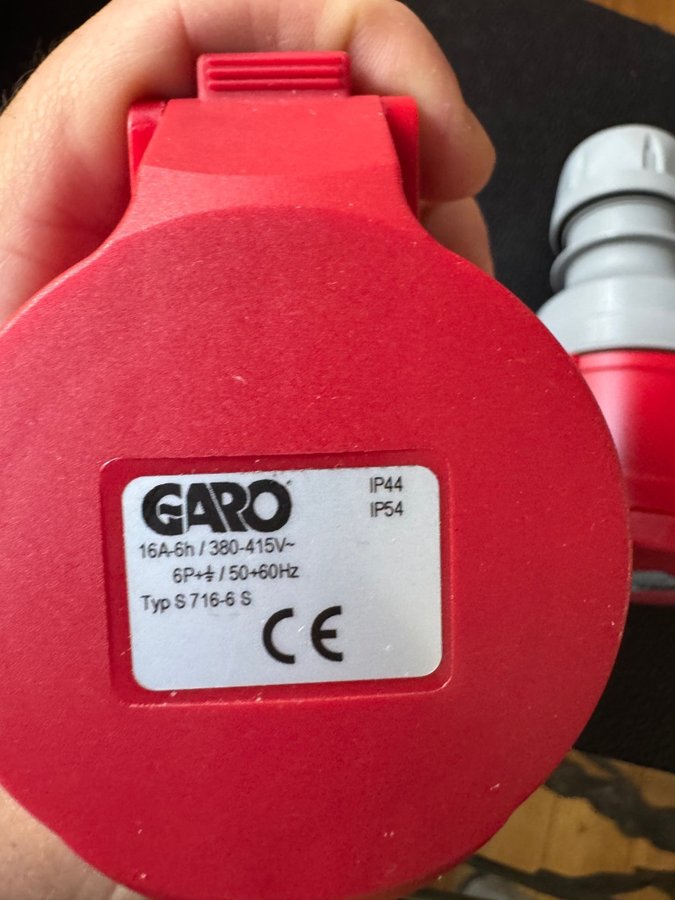 GARO
IP44
IP54
16A-6h / 380-415V~
6P+⏚ / 50+60Hz
Typ S 716-6 S
CE